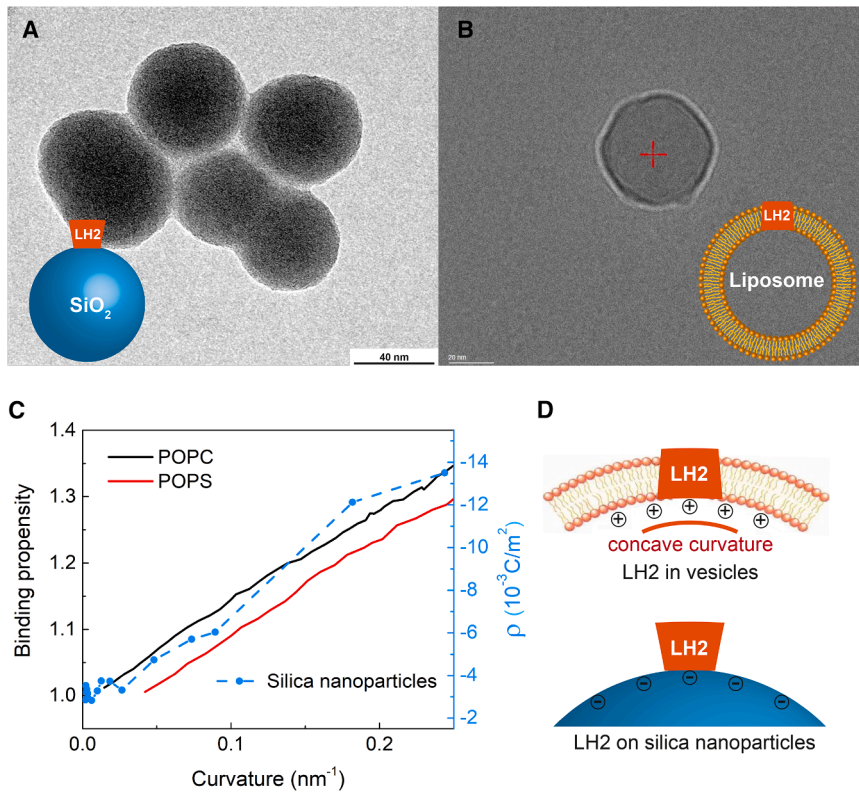 A
LH2
SiO2
40 nm
B
LH2
Liposome
20 nm
C
1.4
1.3
1.2
1.1
1.0
Binding propensity
POPC
POPS
Silica nanoparticles
-14
-12
-10
-8
-6
-4
-2
ρ (10-3C/m2)
0.0
0.1
0.2
Curvature (nm-1)
D
LH2
+ + + + +
concave curvature
LH2 in vesicles
LH2
− − − − −
LH2 on silica nanoparticles